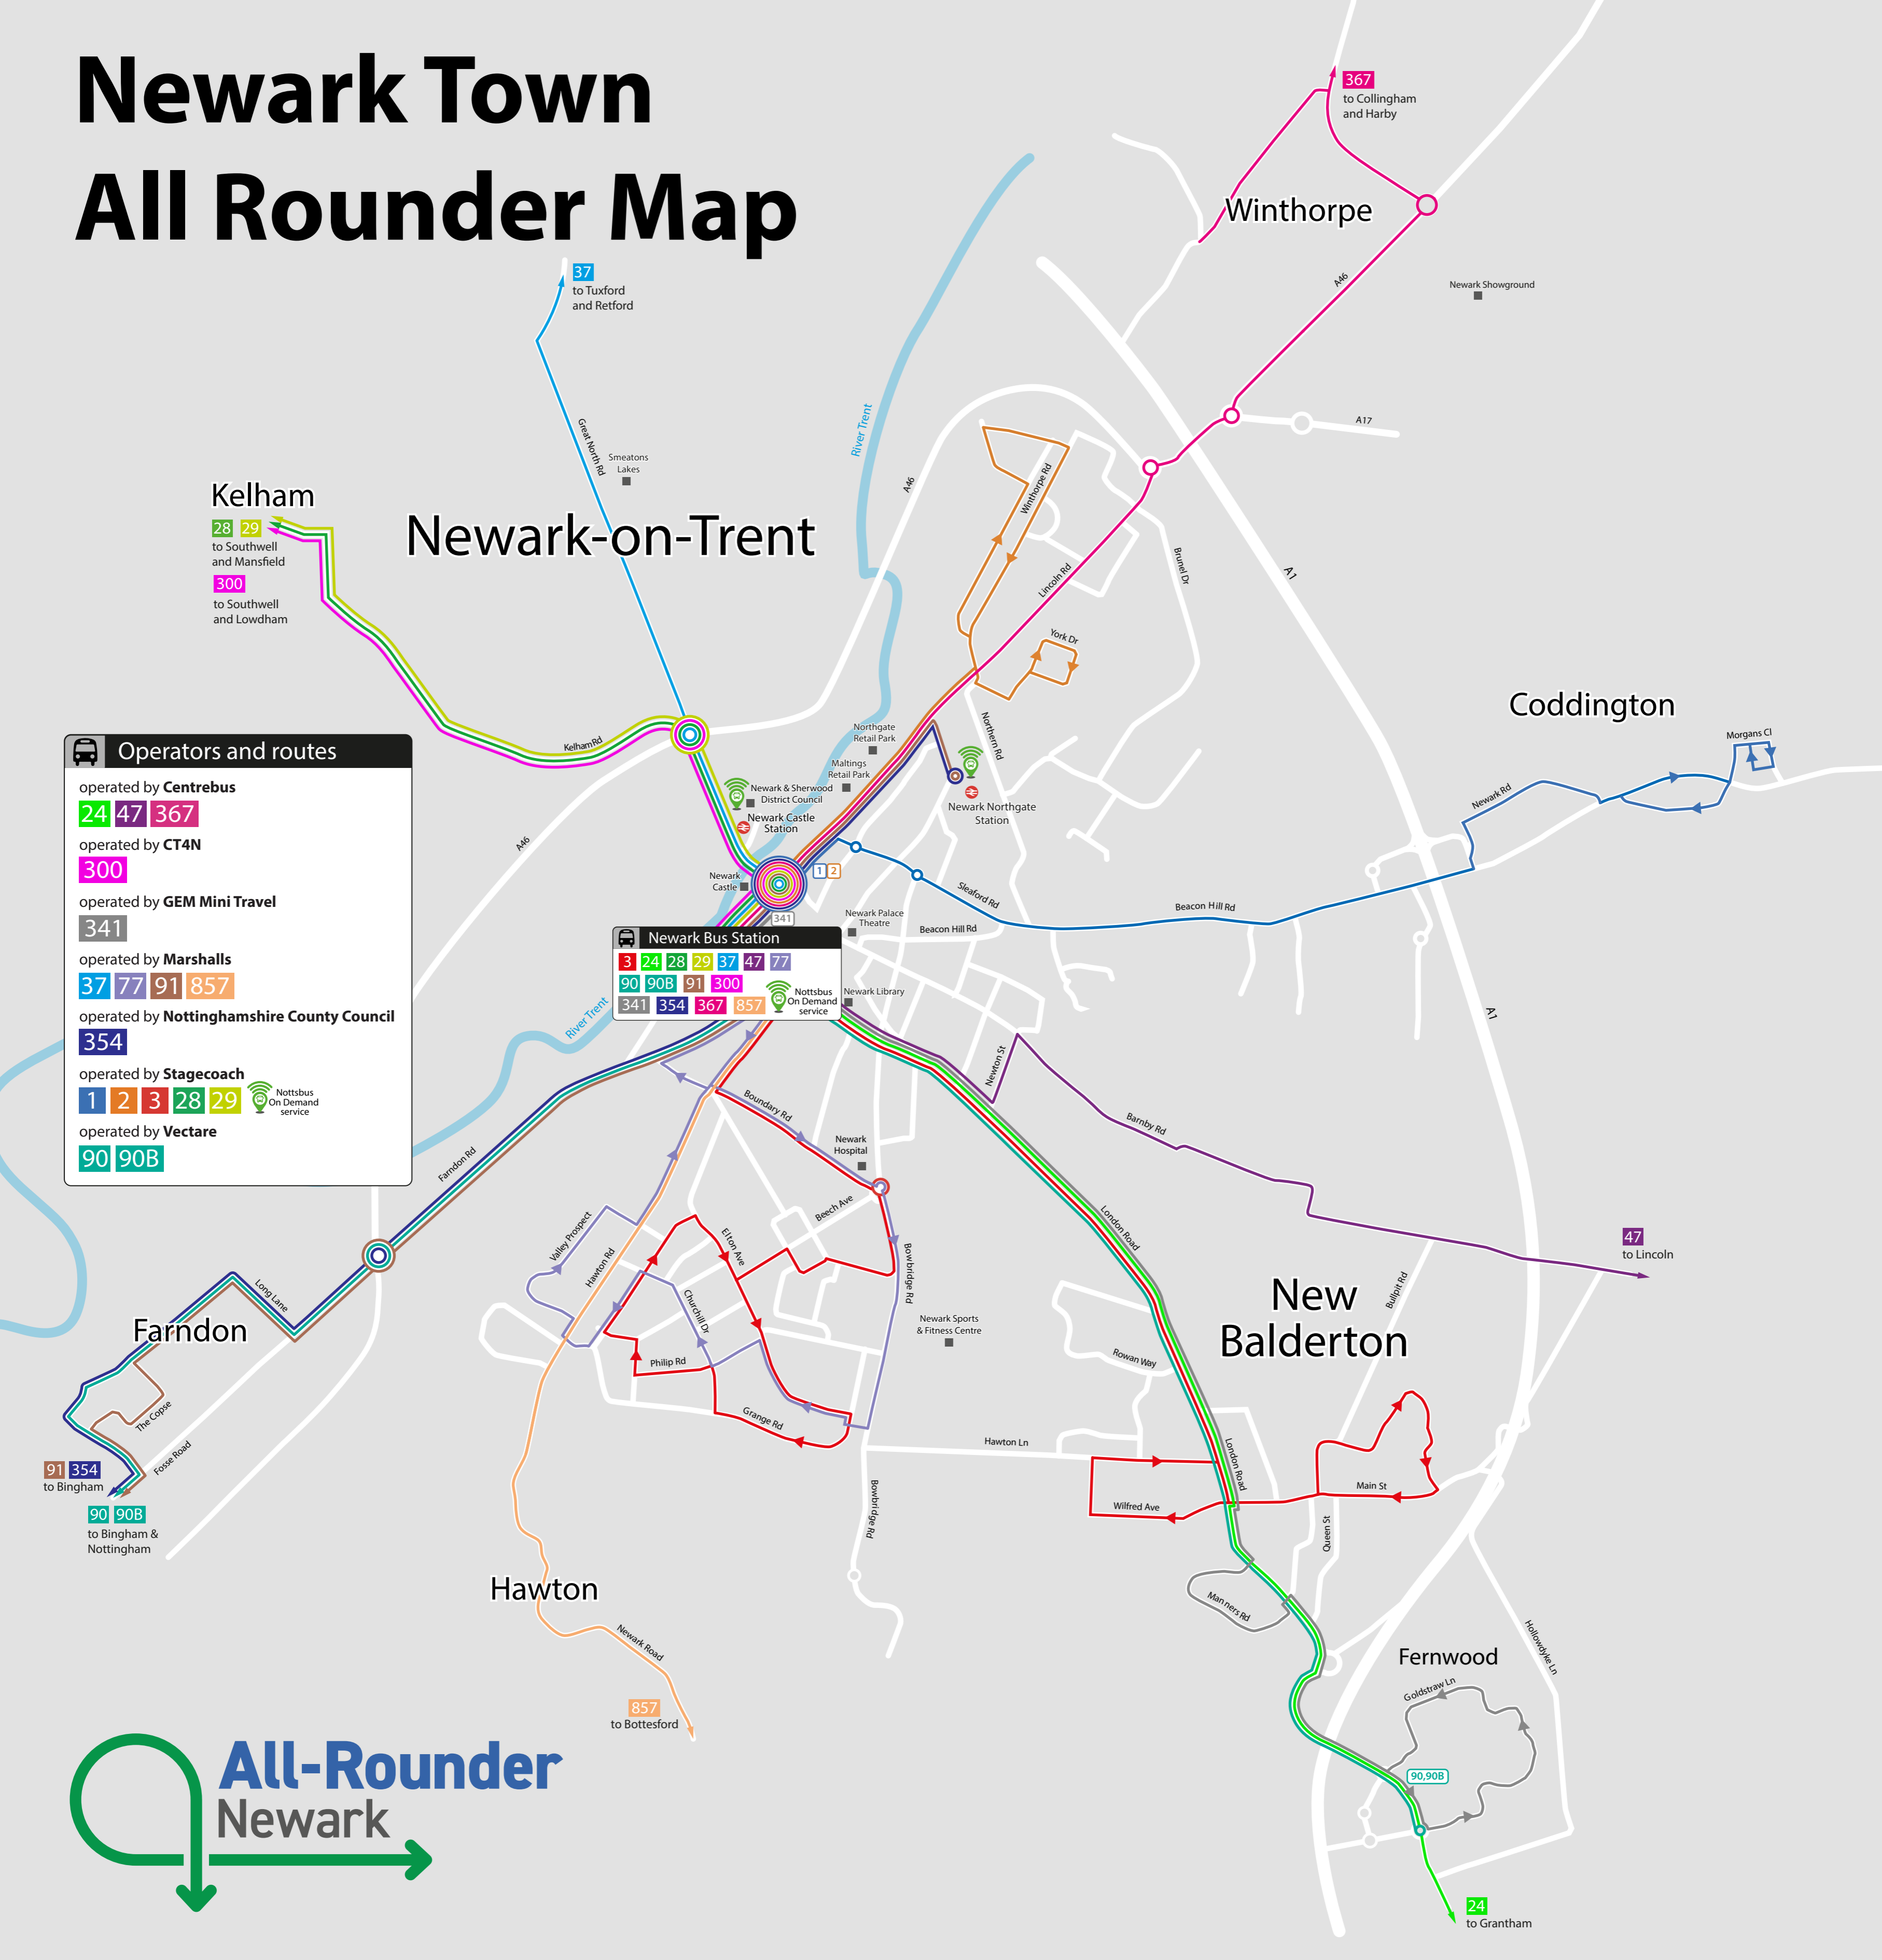 Newark Town
All Rounder Map
367
to Collingham
and Harby
Winthorpe
37
to Tuxford
and Retford
A46
Newark Showground
River Trent
A17
Great North Rd
Smeatons
Lakes
A46
Winthorpe Rd
Kelham
28 29
to Southwell
and Mansfield
300
to Southwell
and Lowdham
Newark-on-Trent
Lincoln Rd
Brunel Dr
A1
York Dr
Coddington
Morgans Cl
Newark Rd
Northern Rd
Northgate
Retail Park
Maltings
Retail Park
Kelham Rd
Newark & Sherwood
District Council
Newark Castle
Station
Newark Northgate
Station
A46
Newark
Castle
1 2
341
Sleaford Rd
Beacon Hill Rd
Newark Palace
Theatre
Beacon Hill Rd
Operators and routes
operated by Centrebus
24 47 367
operated by CT4N
300
operated by GEM Mini Travel
341
operated by Marshalls
37 77 91 857
operated by Nottinghamshire County Council
354
operated by Stagecoach
1 2 3 28 29
Nottsbus
On Demand
service
operated by Vectare
90 90B
Newark Bus Station
3 24 28 29 37 47 77
90 90B 91 300
341 354 367 857
Nottsbus
On Demand
service
Newark Library
River Trent
A1
Newton St
Boundary Rd
Barnby Rd
Newark
Hospital
Farndon Rd
Beech Ave
London Road
Valley Prospect
Hawton Rd
Elton Ave
Bowbridge Rd
47
to Lincoln
Long Lane
Farndon
Churchill Dr
Newark Sports
& Fitness Centre
New
Balderton
Bullpit Rd
Rowan Way
Philip Rd
The Copse
Grange Rd
Fosse Road
Hawton Ln
London Road
Main St
Wilfred Ave
91 354
to Bingham
90 90B
to Bingham &
Nottingham
Bowbridge Rd
Queen St
Hawton
Manners Rd
Newark Road
Hollowdyke Ln
Fernwood
Goldstraw Ln
857
to Bottesford
90,90B
All-Rounder
Newark
24
to Grantham